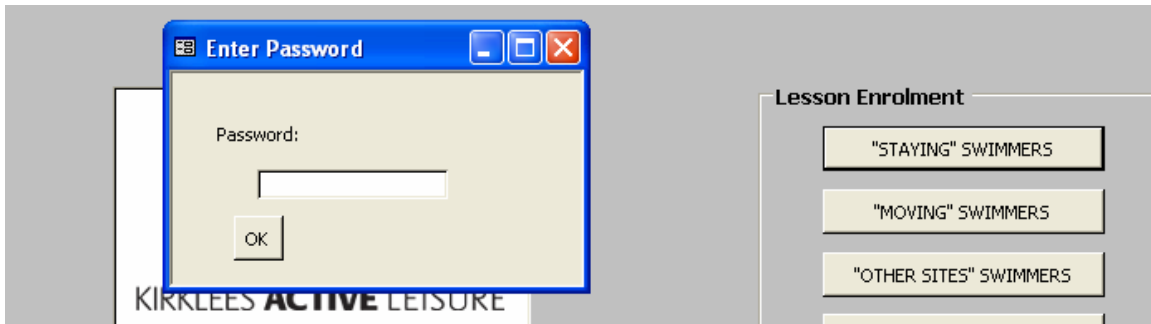 Enter Password
Password:
OK
KIRKLEES ACTIVE LEISURE
Lesson Enrolment
"STAYING" SWIMMERS
"MOVING" SWIMMERS
"OTHER SITES" SWIMMERS